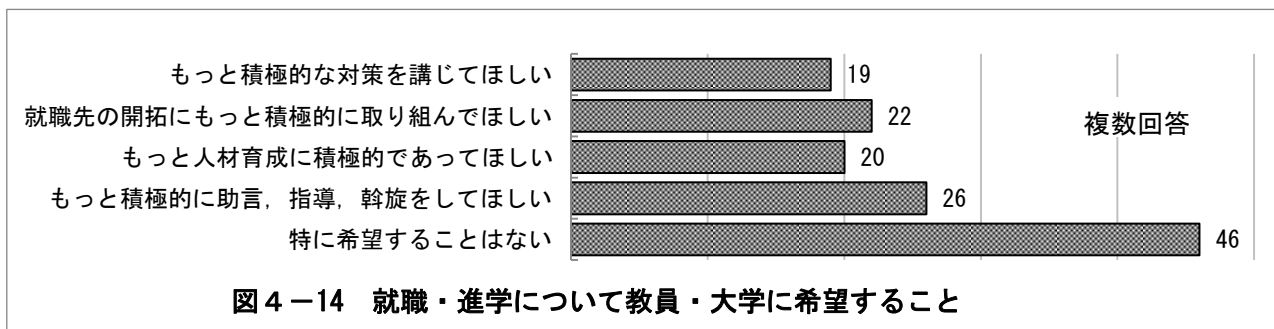 もっと積極的な対策を講じてほしい 19
就職先の開拓にもっと積極的に取り組んでほしい 22
複数回答
もっと人材育成に積極的であってほしい 20
もっと積極的に助言，指導，斡旋をしてほしい 26
特に希望することはない 46
図４－14　就職・進学について教員・大学に希望すること